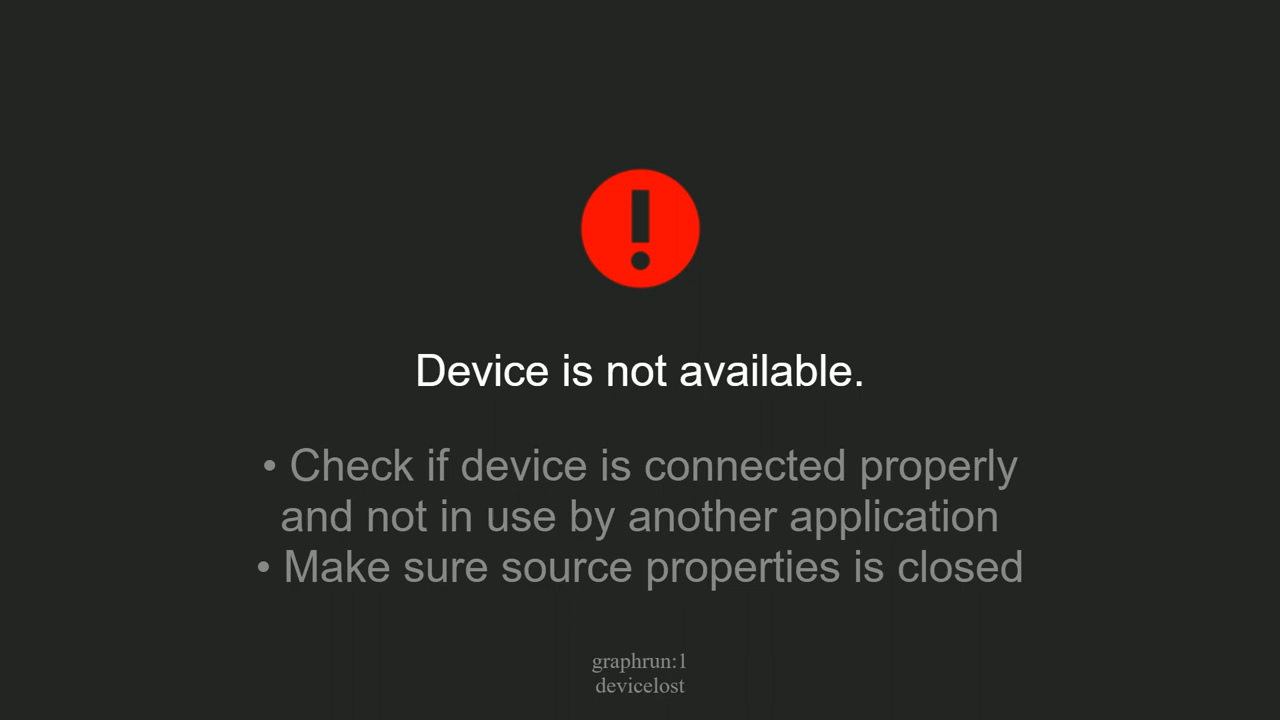 Device is not available.
• Check if device is connected properly
and not in use by another application
• Make sure source properties is closed
graphrun:1
devicelost